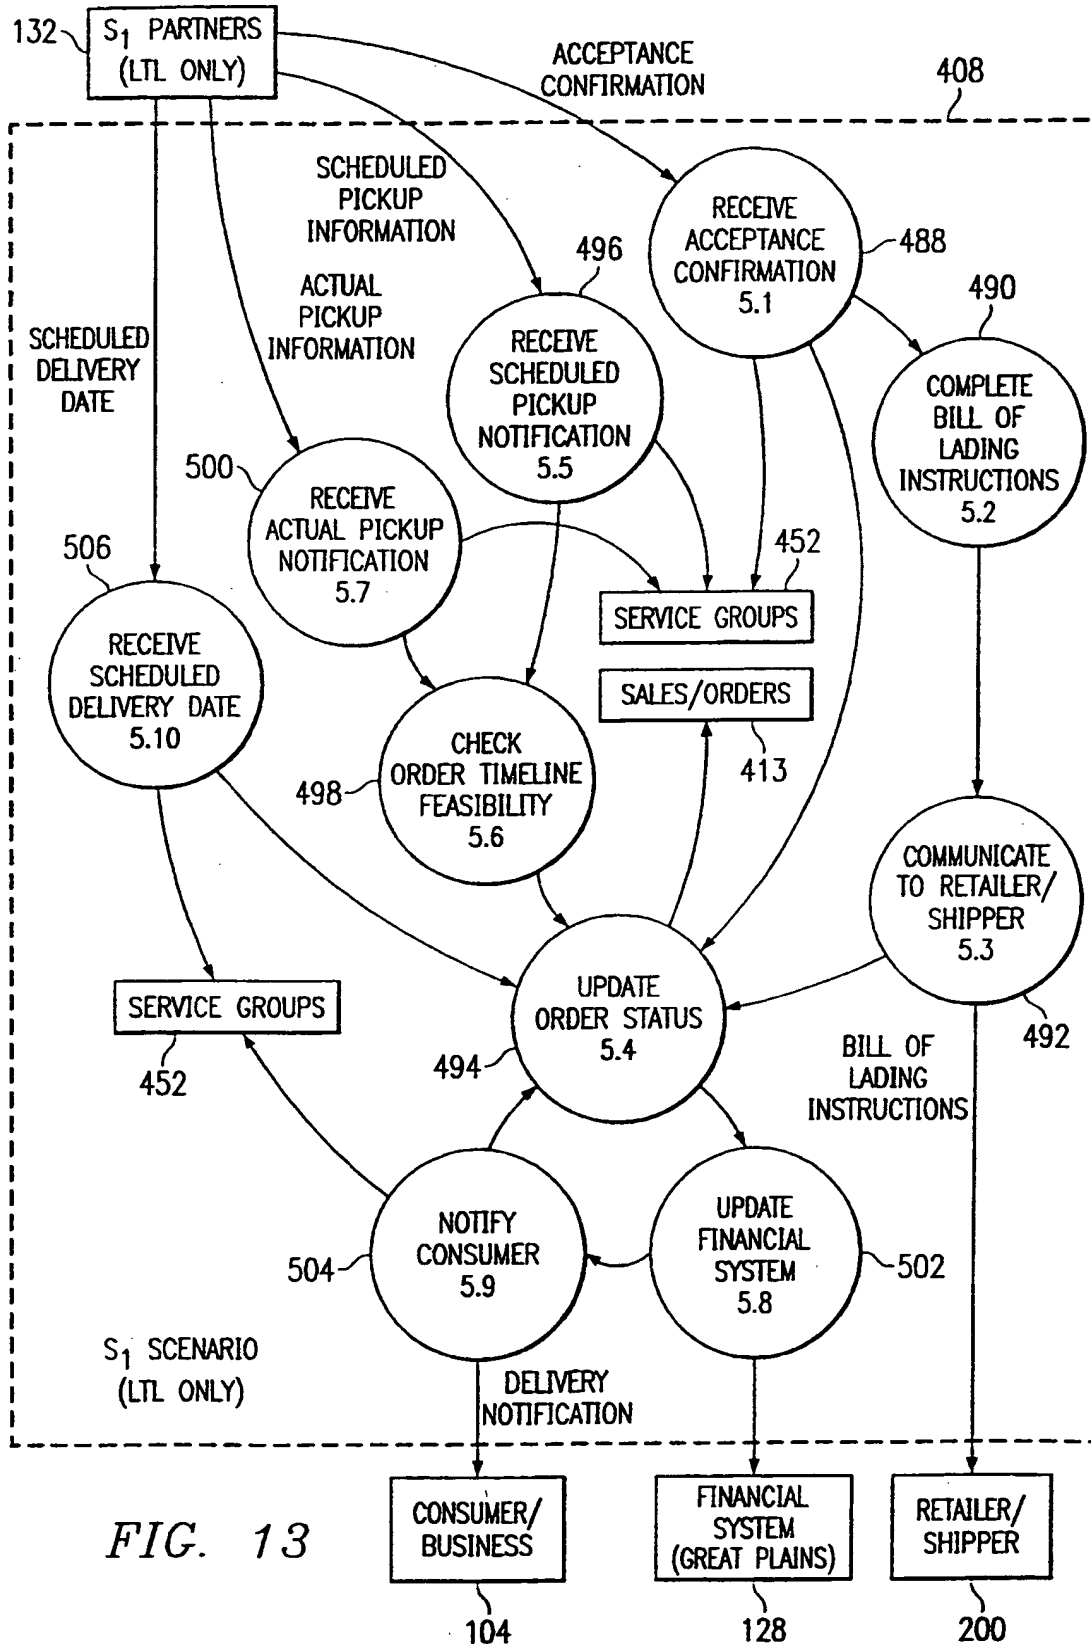 132
S1 PARTNERS
(LTL ONLY)
ACCEPTANCE
CONFIRMATION
408
SCHEDULED
PICKUP
INFORMATION
ACTUAL
PICKUP
INFORMATION
SCHEDULED
DELIVERY
DATE
RECEIVE
ACCEPTANCE
CONFIRMATION
5.1
488
496
RECEIVE
SCHEDULED
PICKUP
NOTIFICATION
5.5
490
COMPLETE
BILL OF
LADING
INSTRUCTIONS
5.2
500
RECEIVE
ACTUAL PICKUP
NOTIFICATION
5.7
506
RECEIVE
SCHEDULED
DELIVERY DATE
5.10
452
SERVICE GROUPS
SALES/ORDERS
413
498
CHECK
ORDER TIMELINE
FEASIBILITY
5.6
COMMUNICATE
TO RETAILER/
SHIPPER
5.3
492
SERVICE GROUPS
452
UPDATE
ORDER STATUS
5.4
494
BILL OF
LADING
INSTRUCTIONS
NOTIFY
CONSUMER
5.9
504
UPDATE
FINANCIAL
SYSTEM
5.8
502
S1 SCENARIO
(LTL ONLY)
DELIVERY
NOTIFICATION
FIG. 13
CONSUMER/
BUSINESS
104
FINANCIAL
SYSTEM
(GREAT PLAINS)
128
RETAILER/
SHIPPER
200